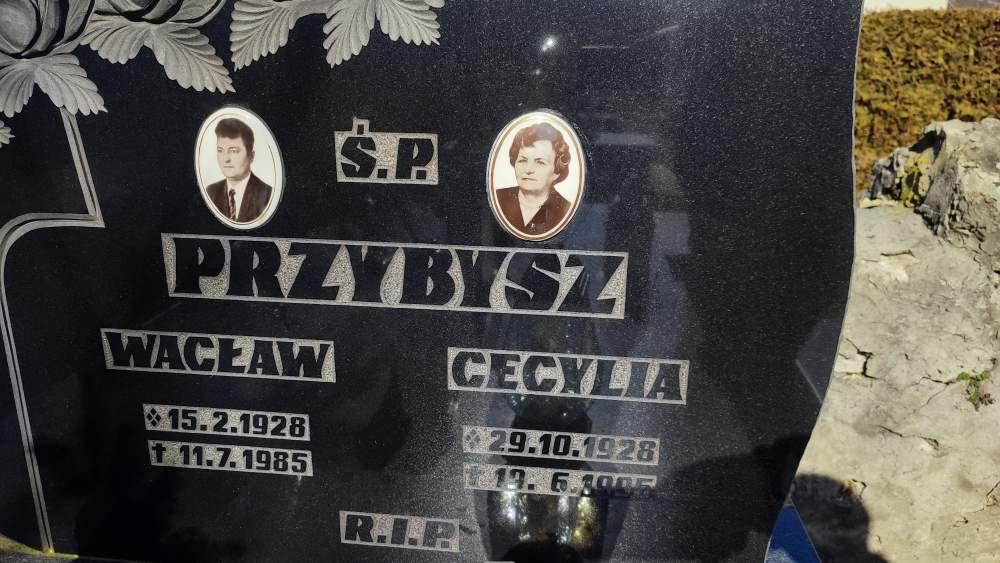 Ś.P.
PRZYBYSZ
WACŁAW CECYLIA
15.2.1928 29.10.1928
† 11.7.1985 †
R.I.P.